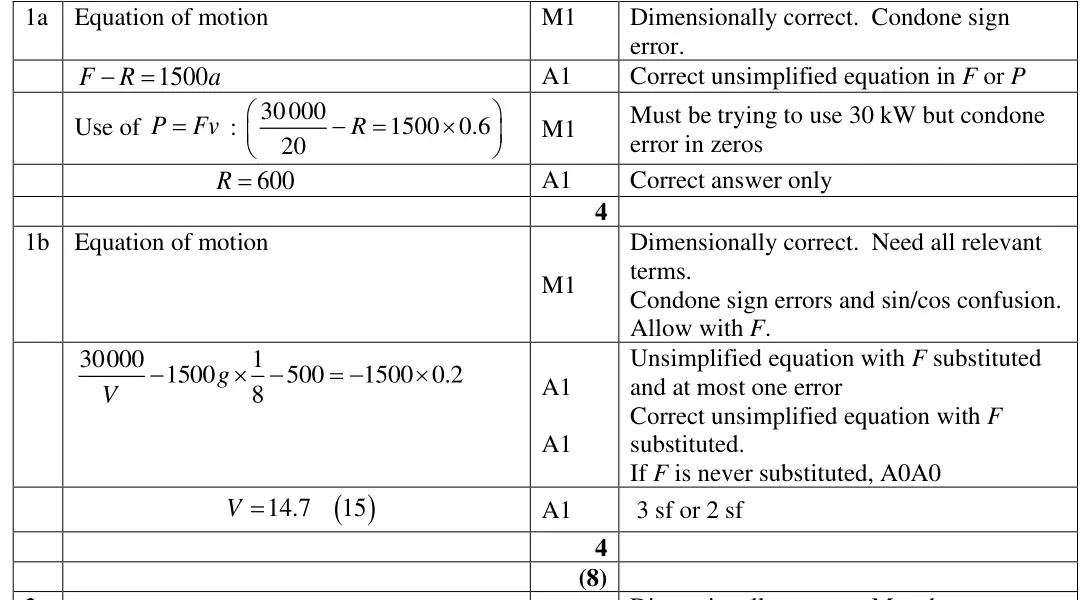 1a Equation of motion M1 Dimensionally correct. Condone sign
error.
F − R = 1500a A1 Correct unsimplified equation in F or P
Use of P = Fv : (30000/20 − R = 1500 × 0.6) M1 Must be trying to use 30 kW but condone
error in zeros
R = 600 A1 Correct answer only
4
1b Equation of motion M1 Dimensionally correct. Need all relevant
terms.
Condone sign errors and sin/cos confusion.
Allow with F.
30000/V − 1500g × 1/8 − 500 = −1500 × 0.2 A1 Unsimplified equation with F substituted
and at most one error
A1 Correct unsimplified equation with F
substituted.
If F is never substituted, A0A0
V = 14.7 (15) A1 3 sf or 2 sf
4
(8)